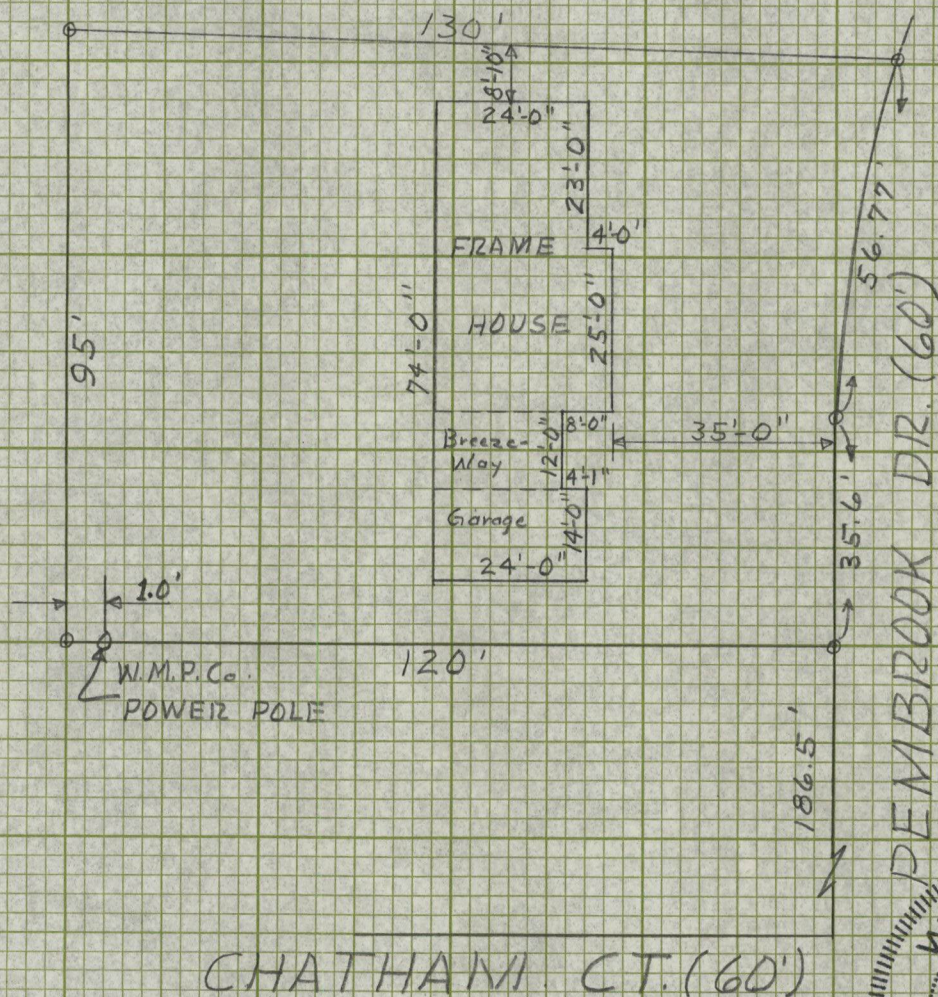 130'
8'-10"
24'-0"
23'-0"
4'-0"
FRAME
HOUSE
25'-0"
74'-0"
95'
56.77'
8'-0"
Breeze-
Way
12'-0"
35'-0"
4'-1"
Garage
14'-0"
24'-0"
35.6'
1.0'
120'
W.M.P.Co.
POWER POLE
186.5'
PEMBROOK DR. (60')
CHATHAM CT. (60')